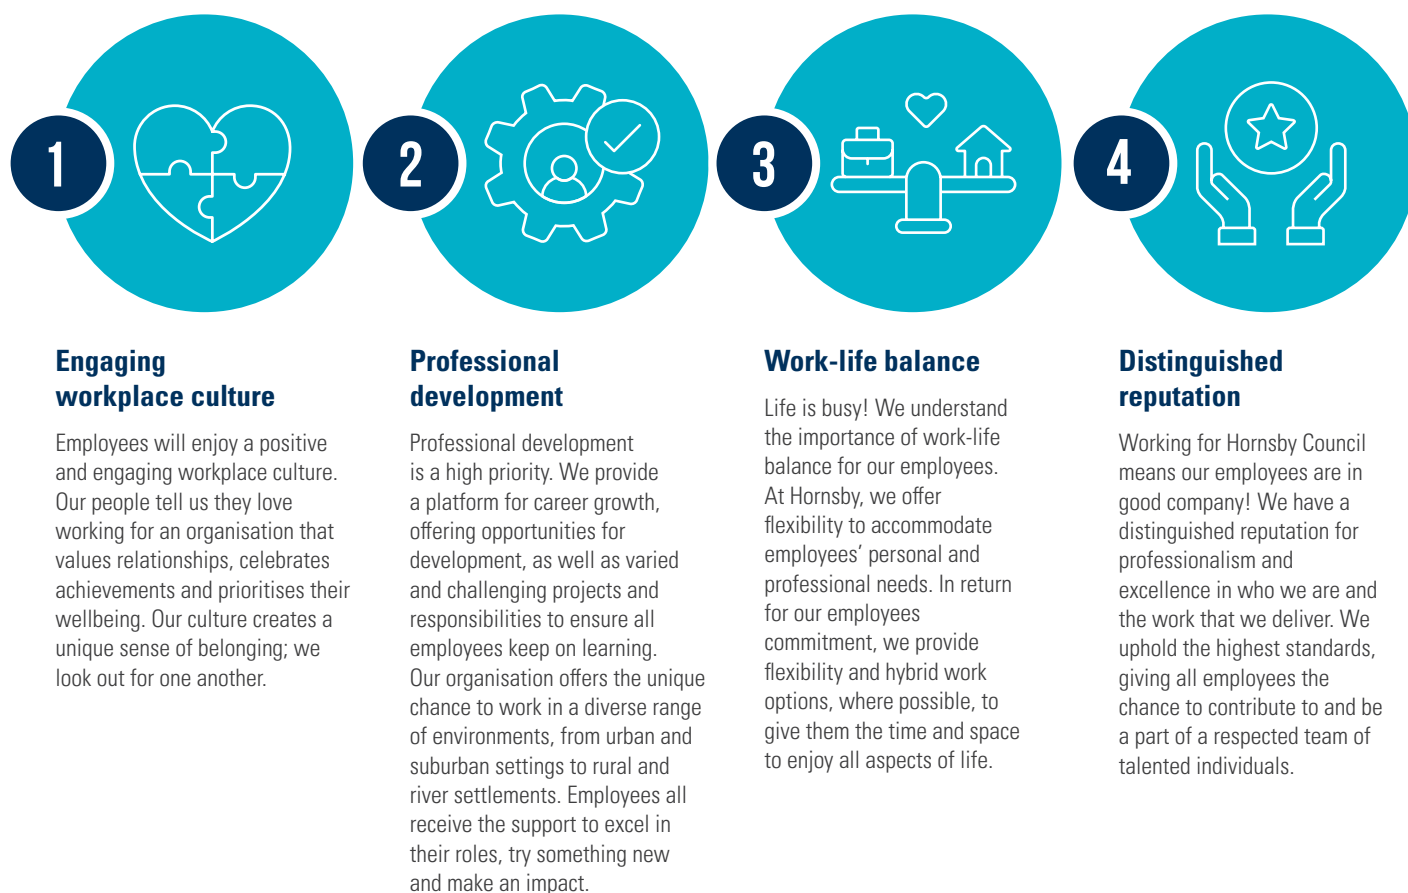 1
Engaging
workplace culture
Employees will enjoy a positive
and engaging workplace culture.
Our people tell us they love
working for an organisation that
values relationships, celebrates
achievements and prioritises their
wellbeing. Our culture creates a
unique sense of belonging; we
look out for one another.
2
Professional
development
Professional development
is a high priority. We provide
a platform for career growth,
offering opportunities for
development, as well as varied
and challenging projects and
responsibilities to ensure all
employees keep on learning.
Our organisation offers the unique
chance to work in a diverse range
of environments, from urban and
suburban settings to rural and
river settlements. Employees all
receive the support to excel in
their roles, try something new
and make an impact.
3
Work-life balance
Life is busy! We understand
the importance of work-life
balance for our employees.
At Hornsby, we offer
flexibility to accommodate
employees’ personal and
professional needs. In return
for our employees
commitment, we provide
flexibility and hybrid work
options, where possible, to
give them the time and space
to enjoy all aspects of life.
4
Distinguished
reputation
Working for Hornsby Council
means our employees are in
good company! We have a
distinguished reputation for
professionalism and
excellence in who we are and
the work that we deliver. We
uphold the highest standards,
giving all employees the
chance to contribute to and be
a part of a respected team of
talented individuals.